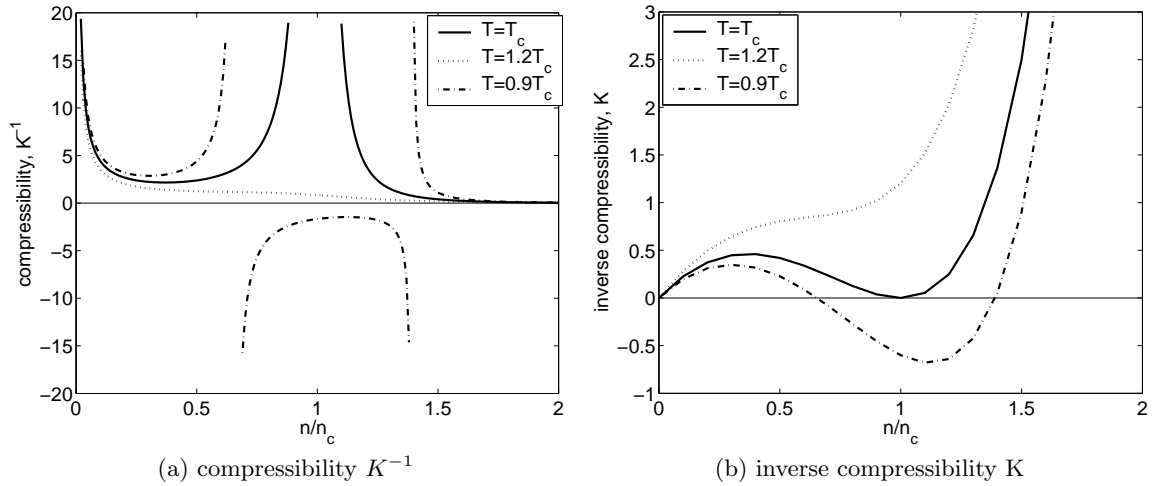 20
15
10
5
0
−5
−10
−15
−20
compressibility, K⁻¹
0
0.5
1
1.5
2
n/n_c
T=T_c
T=1.2T_c
T=0.9T_c
(a) compressibility K⁻¹
3
2.5
2
1.5
1
0.5
0
−0.5
−1
inverse compressibility, K
0
0.5
1
1.5
2
n/n_c
T=T_c
T=1.2T_c
T=0.9T_c
(b) inverse compressibility K